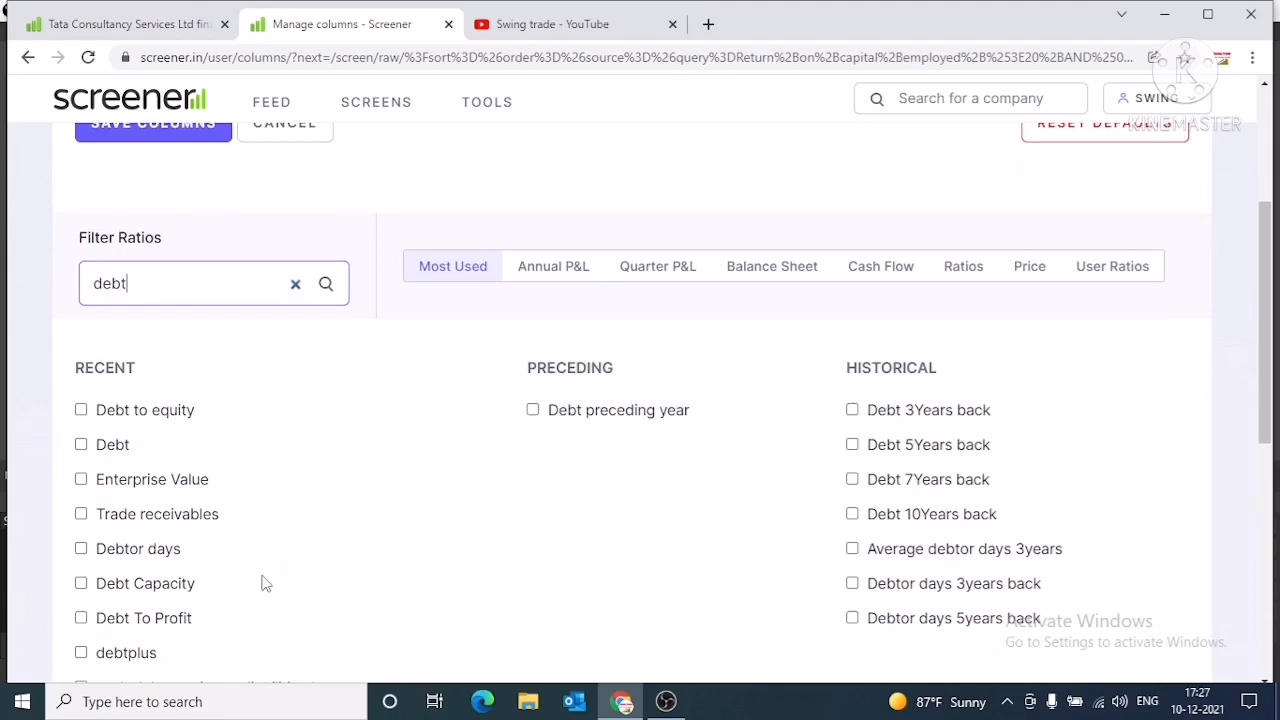 Tata Consultancy Services Ltd fin
Manage columns - Screener
Swing trade - YouTube
screener.in/user/columns/?next=/screen/raw/%3Fsort%3D%26order%3D%26source%3D%26query%3DReturn%2Bon%2Bcapital%2Bemployed%2B%253E%20%2BAND%250...
screener
FEED
SCREENS
TOOLS
Search for a company
SWING
KINEMASTER
SAVE COLUMNS
CANCEL
RESET DEFAULTS
Filter Ratios
debt
Most Used
Annual P&L
Quarter P&L
Balance Sheet
Cash Flow
Ratios
Price
User Ratios
RECENT
Debt to equity
Debt
Enterprise Value
Trade receivables
Debtor days
Debt Capacity
Debt To Profit
debtplus
PRECEDING
Debt preceding year
HISTORICAL
Debt 3Years back
Debt 5Years back
Debt 7Years back
Debt 10Years back
Average debtor days 3years
Debtor days 3years back
Debtor days 5years back
Activate Windows
Go to Settings to activate Windows.
Type here to search
87°F Sunny
ENG
17:27
10-12-2021